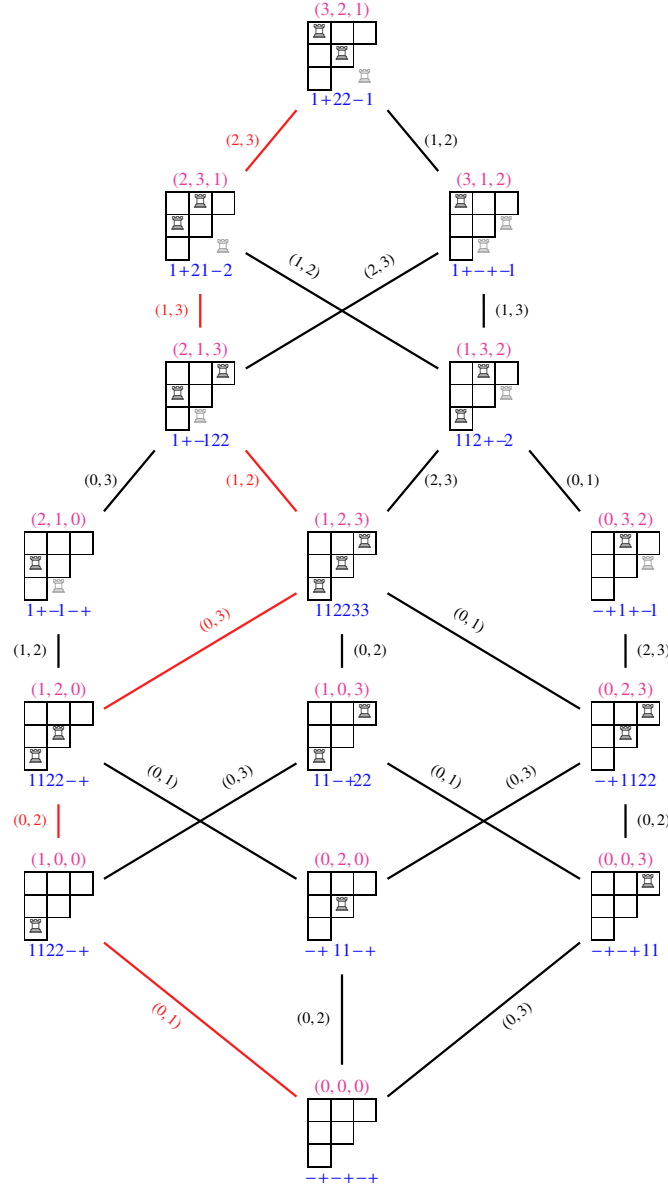 (3, 2, 1)
1+22−1
(2, 3)
(1, 2)
(2, 3, 1)
(3, 1, 2)
1+21−2
1+−+−1
(1, 2)
(2, 3)
(1, 3)
(1, 3)
(2, 1, 3)
(1, 3, 2)
1+−122
112+−2
(0, 3)
(1, 2)
(2, 3)
(0, 1)
(2, 1, 0)
(1, 2, 3)
(0, 3, 2)
1+−1−+
112233
−+1+−1
(0, 3)
(0, 1)
(1, 2)
(0, 2)
(2, 3)
(1, 2, 0)
(1, 0, 3)
(0, 2, 3)
1122−+
11−+22
−+1122
(0, 1)
(0, 3)
(0, 1)
(0, 3)
(0, 2)
(0, 2)
(1, 0, 0)
(0, 2, 0)
(0, 0, 3)
1122−+
−+11−+
−+−+11
(0, 1)
(0, 2)
(0, 3)
(0, 0, 0)
−+−+−+